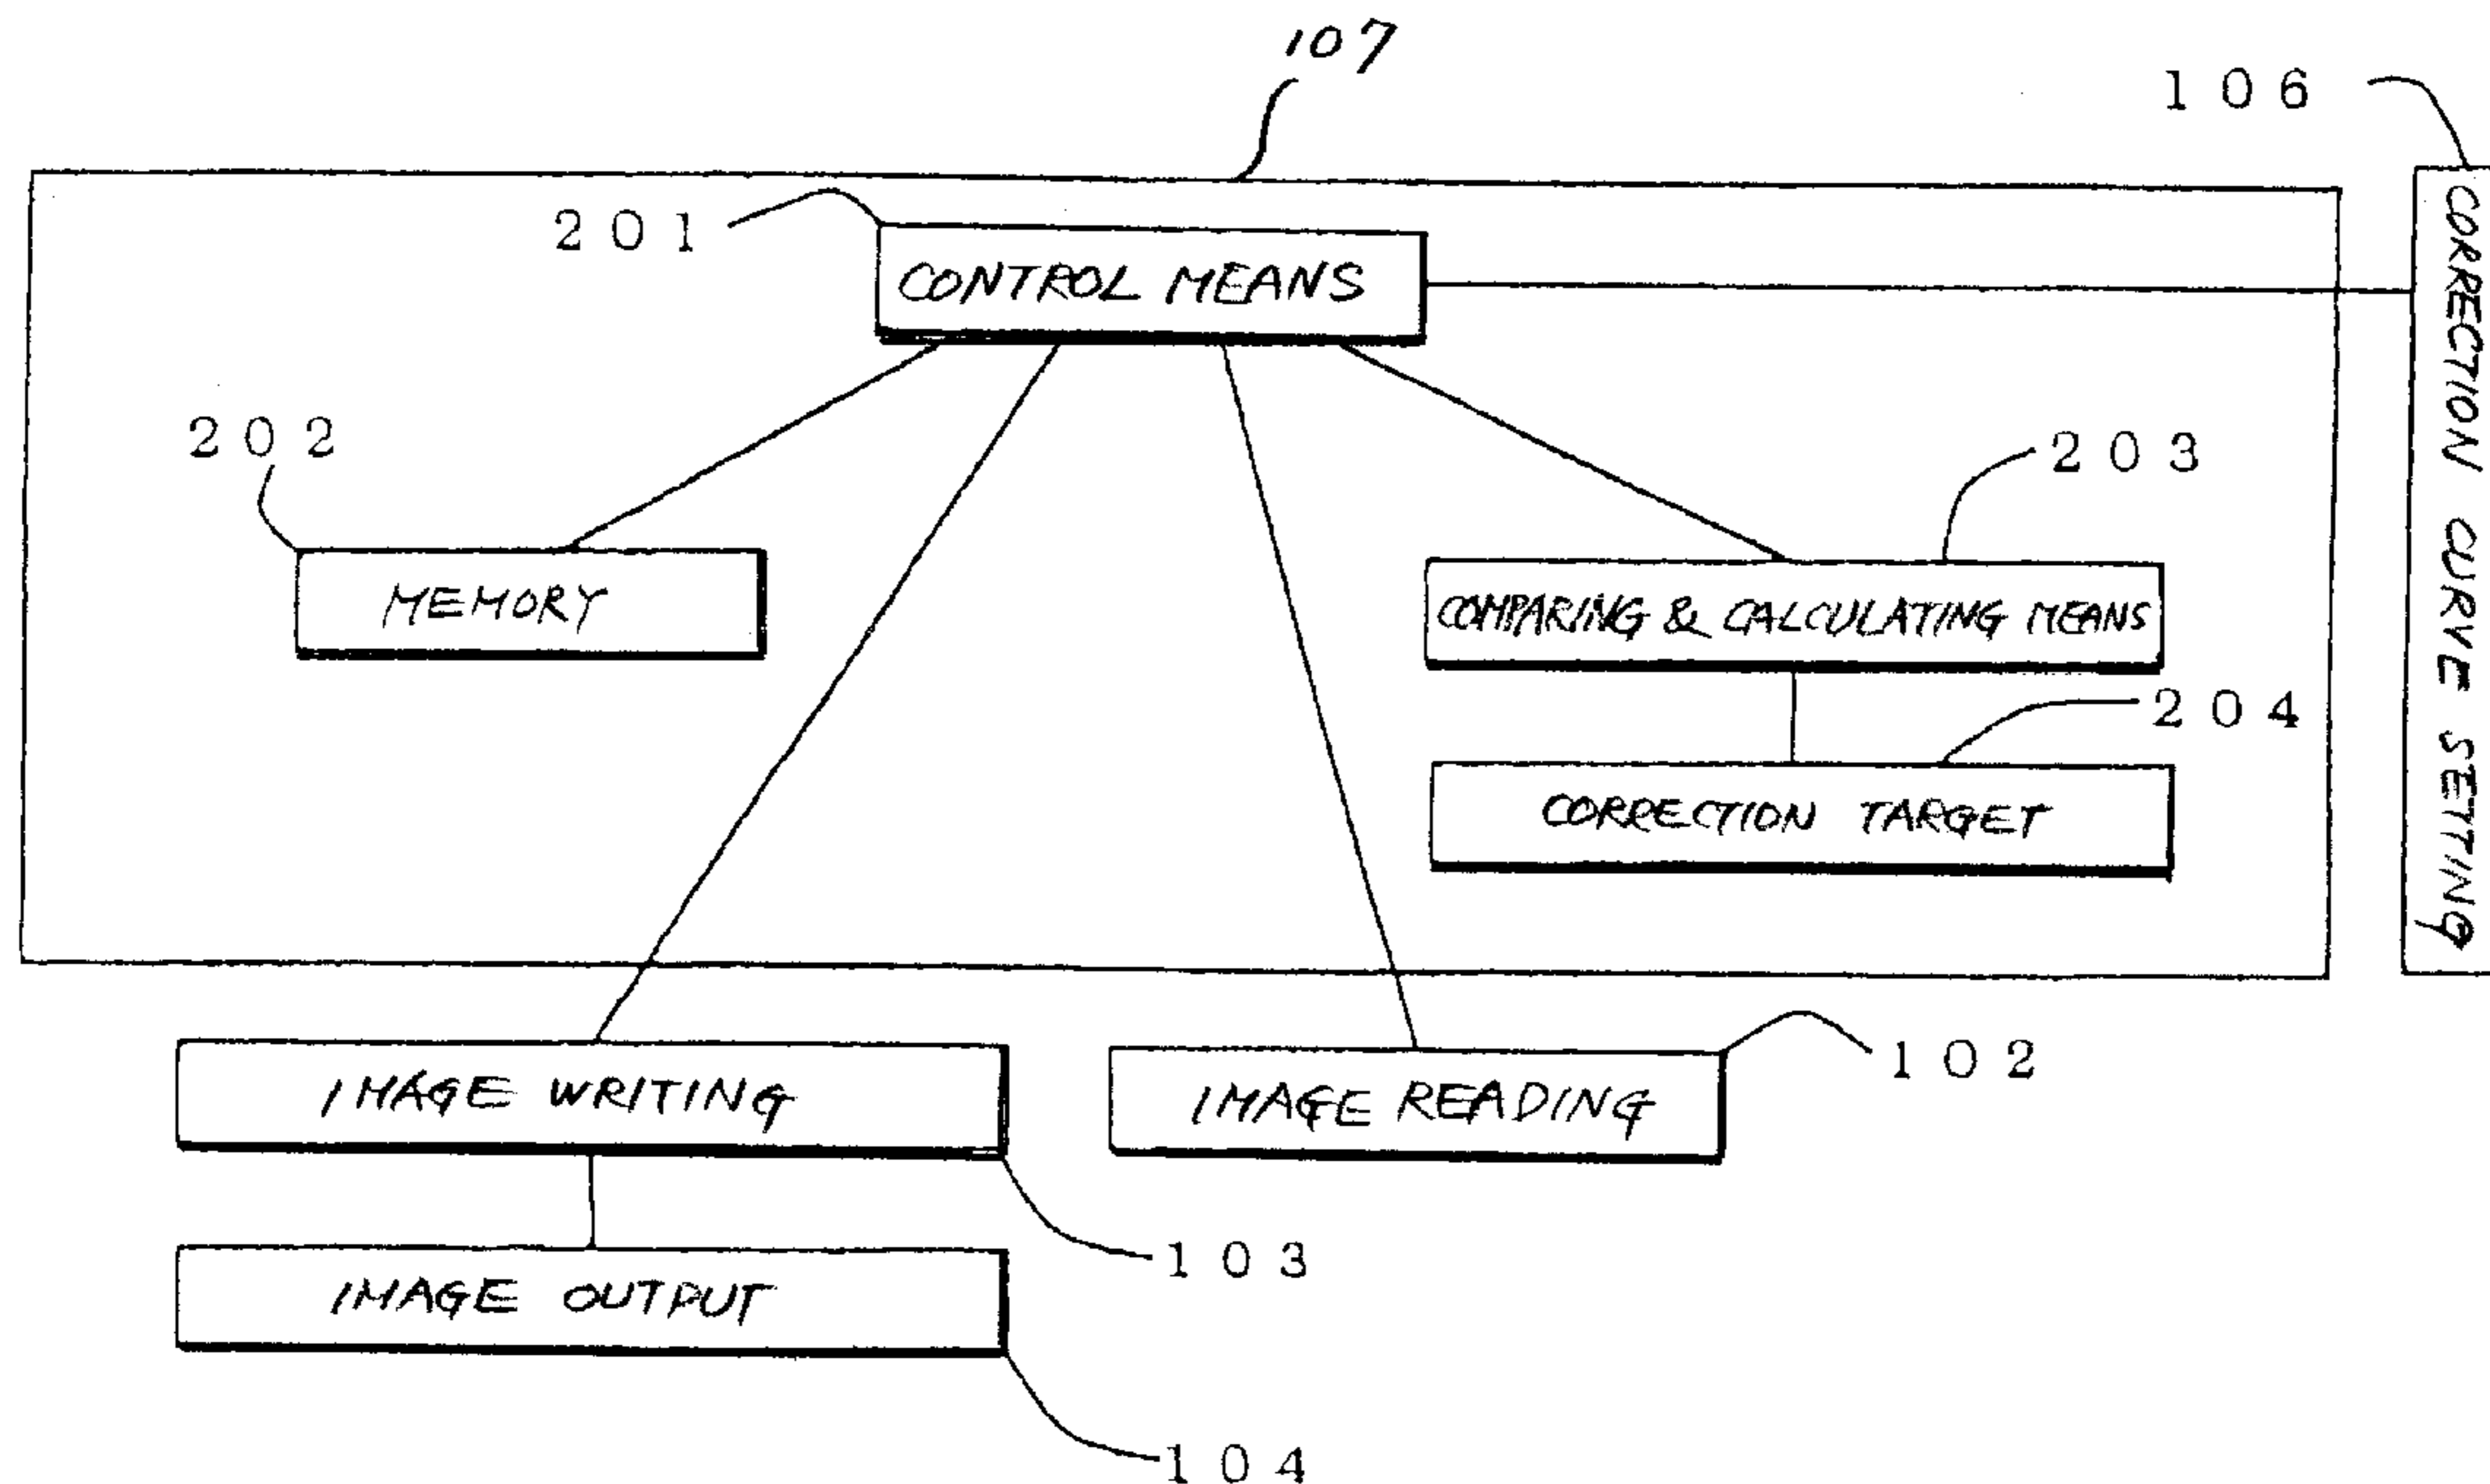 107
106
201
CONTROL MEANS
CORRECTION CURVE SETTING
202
203
MEMORY
COMPARING & CALCULATING MEANS
204
CORRECTION TARGET
IMAGE WRITING
IMAGE READING
102
103
IMAGE OUTPUT
104